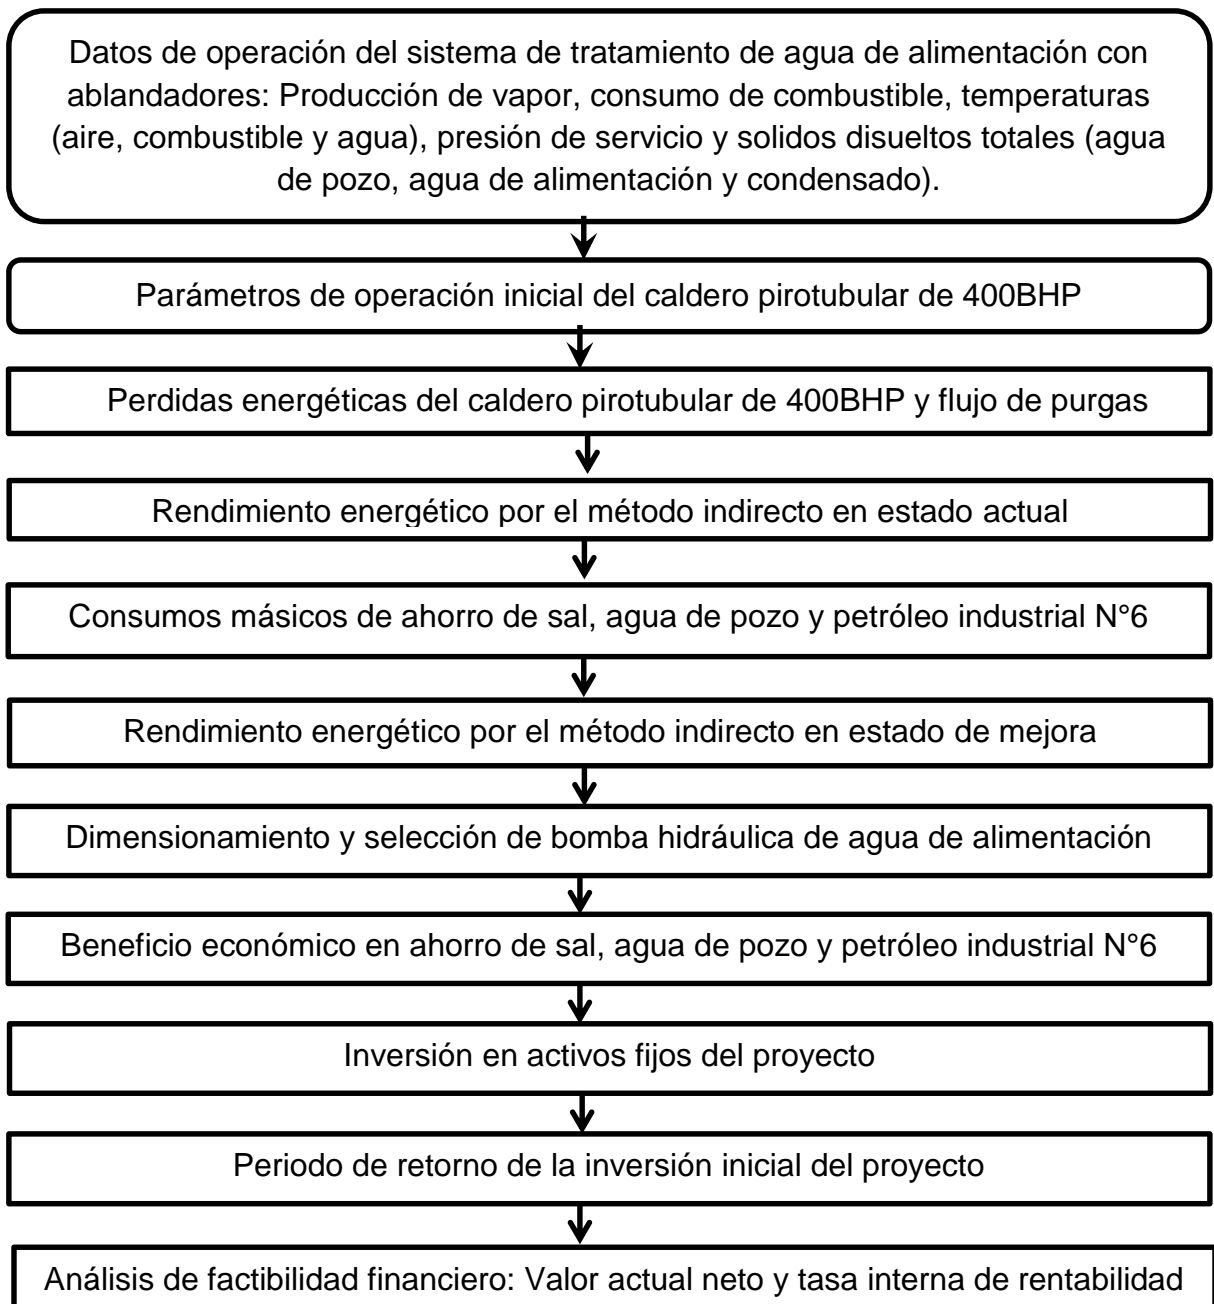 Datos de operación del sistema de tratamiento de agua de alimentación con
ablandadores: Producción de vapor, consumo de combustible, temperaturas
(aire, combustible y agua), presión de servicio y solidos disueltos totales (agua
de pozo, agua de alimentación y condensado).
Parámetros de operación inicial del caldero pirotubular de 400BHP
Perdidas energéticas del caldero pirotubular de 400BHP y flujo de purgas
Rendimiento energético por el método indirecto en estado actual
Consumos másicos de ahorro de sal, agua de pozo y petróleo industrial N°6
Rendimiento energético por el método indirecto en estado de mejora
Dimensionamiento y selección de bomba hidráulica de agua de alimentación
Beneficio económico en ahorro de sal, agua de pozo y petróleo industrial N°6
Inversión en activos fijos del proyecto
Periodo de retorno de la inversión inicial del proyecto
Análisis de factibilidad financiero: Valor actual neto y tasa interna de rentabilidad